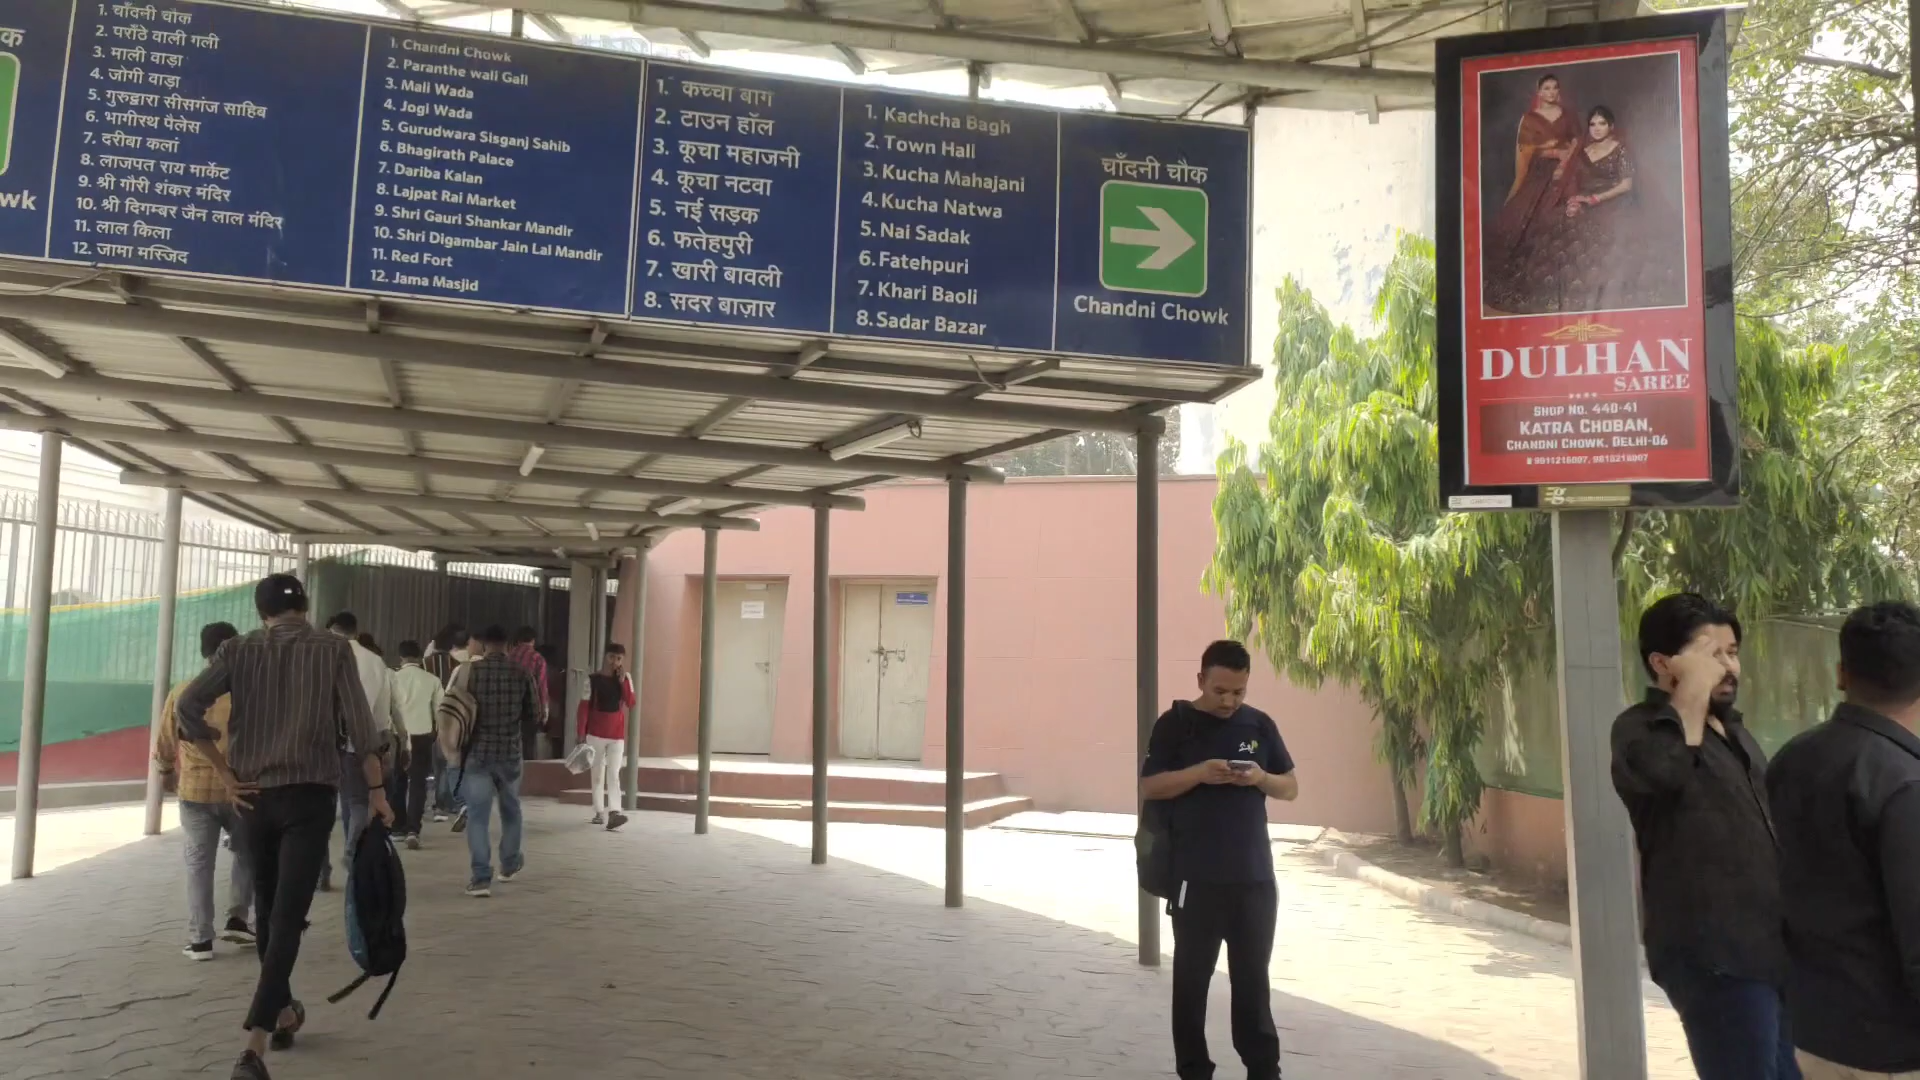 क
wk
1. चाँदनी चौक
2. पराँठे वाली गली
3. माली वाड़ा
4. जोगी वाड़ा
5. गुरुद्वारा सीसगंज साहिब
6. भागीरथ पैलेस
7. दरीबा कलां
8. लाजपत राय मार्केट
9. श्री गौरी शंकर मंदिर
10. श्री दिगम्बर जैन लाल मंदिर
11. लाल किला
12. जामा मस्जिद
1. Chandni Chowk
2. Paranthe wali Gali
3. Mali Wada
4. Jogi Wada
5. Gurudwara Sisganj Sahib
6. Bhagirath Palace
7. Dariba Kalan
8. Lajpat Rai Market
9. Shri Gauri Shankar Mandir
10. Shri Digambar Jain Lal Mandir
11. Red Fort
12. Jama Masjid
1. कच्चा बाग
2. टाउन हॉल
3. कूचा महाजनी
4. कूचा नटवा
5. नई सड़क
6. फतेहपुरी
7. खारी बावली
8. सदर बाज़ार
1. Kachcha Bagh
2. Town Hall
3. Kucha Mahajani
4. Kucha Natwa
5. Nai Sadak
6. Fatehpuri
7. Khari Baoli
8. Sadar Bazar
चाँदनी चौक
Chandni Chowk
DULHAN
SAREE
SHOP NO. 440-41
KATRA CHOBAN,
CHANDNI CHOWK, DELHI-06